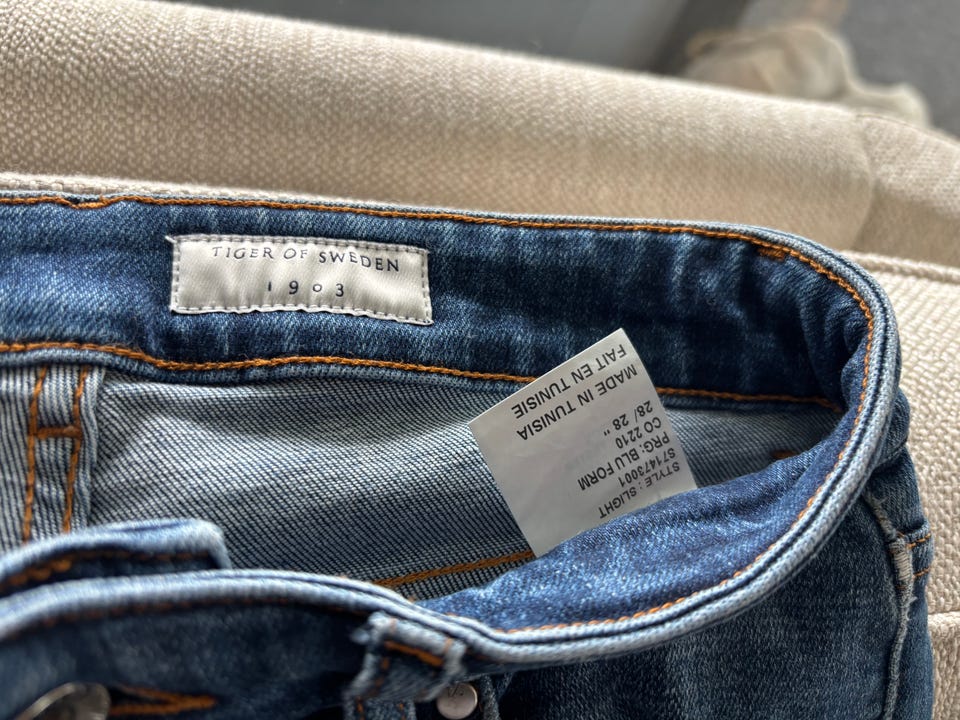 TIGER OF SWEDEN
1903
STYLE : SLIGHT
S71473001
PRG: BLU FORM
CO 2210
28/ 28 "
MADE IN TUNISIA
FAIT EN TUNISIE